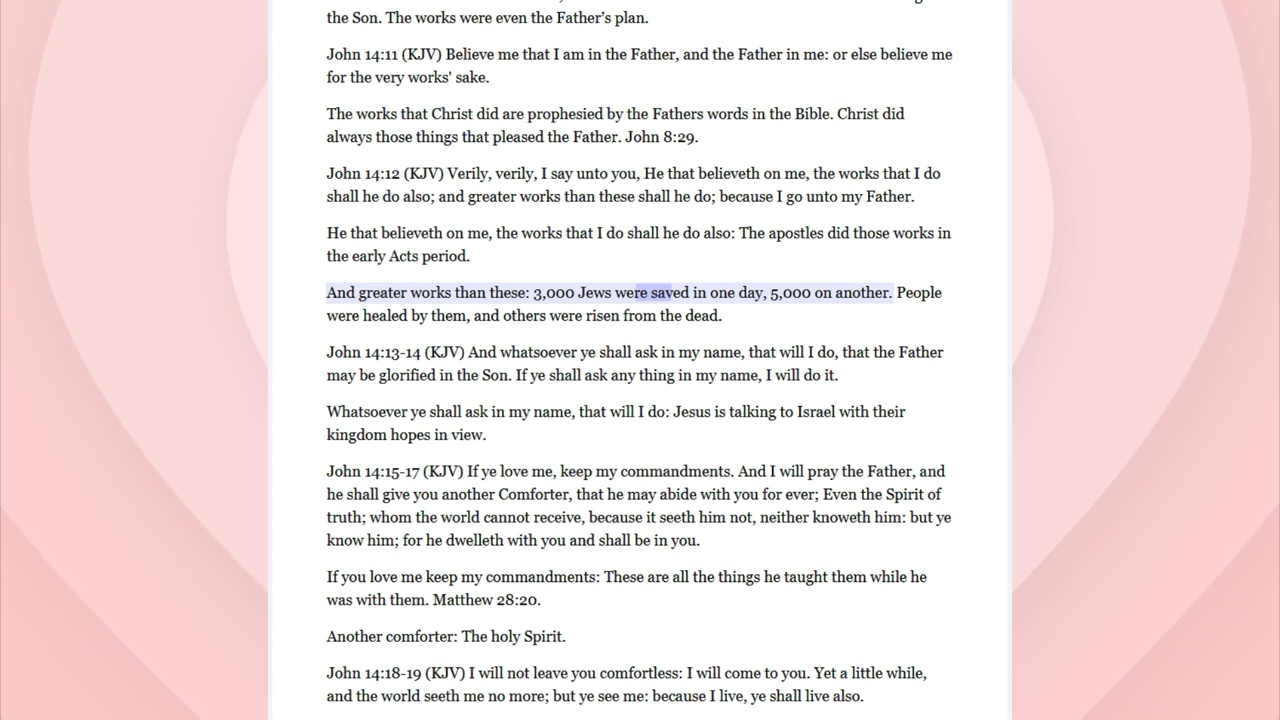 the Son. The works were even the Father’s plan.
John 14:11 (KJV) Believe me that I am in the Father, and the Father in me: or else believe me
for the very works' sake.
The works that Christ did are prophesied by the Fathers words in the Bible. Christ did
always those things that pleased the Father. John 8:29.
John 14:12 (KJV) Verily, verily, I say unto you, He that believeth on me, the works that I do
shall he do also; and greater works than these shall he do; because I go unto my Father.
He that believeth on me, the works that I do shall he do also: The apostles did those works in
the early Acts period.
And greater works than these: 3,000 Jews were saved in one day, 5,000 on another. People
were healed by them, and others were risen from the dead.
John 14:13-14 (KJV) And whatsoever ye shall ask in my name, that will I do, that the Father
may be glorified in the Son. If ye shall ask any thing in my name, I will do it.
Whatsoever ye shall ask in my name, that will I do: Jesus is talking to Israel with their
kingdom hopes in view.
John 14:15-17 (KJV) If ye love me, keep my commandments. And I will pray the Father, and
he shall give you another Comforter, that he may abide with you for ever; Even the Spirit of
truth; whom the world cannot receive, because it seeth him not, neither knoweth him: but ye
know him; for he dwelleth with you and shall be in you.
If you love me keep my commandments: These are all the things he taught them while he
was with them. Matthew 28:20.
Another comforter: The holy Spirit.
John 14:18-19 (KJV) I will not leave you comfortless: I will come to you. Yet a little while,
and the world seeth me no more; but ye see me: because I live, ye shall live also.